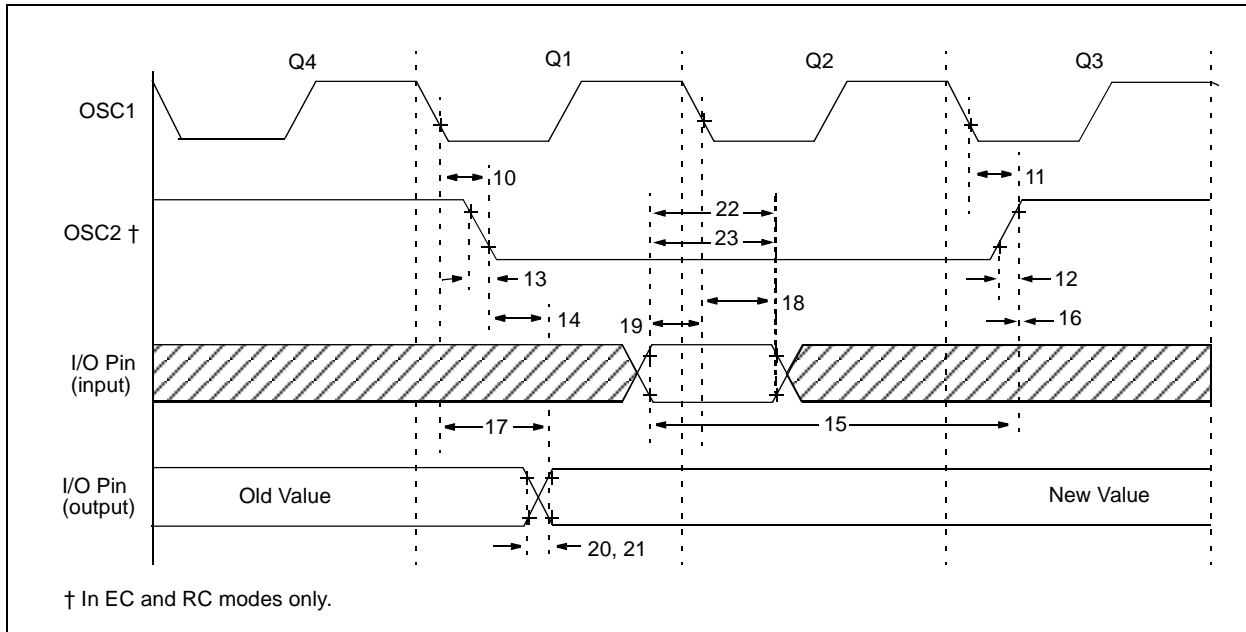 Q4 Q1 Q2 Q3
OSC1
10 11
22
OSC2 †
23
13 12
18
14 19 16
I/O Pin
(input)
17 15
I/O Pin
(output)
Old Value New Value
20, 21
† In EC and RC modes only.